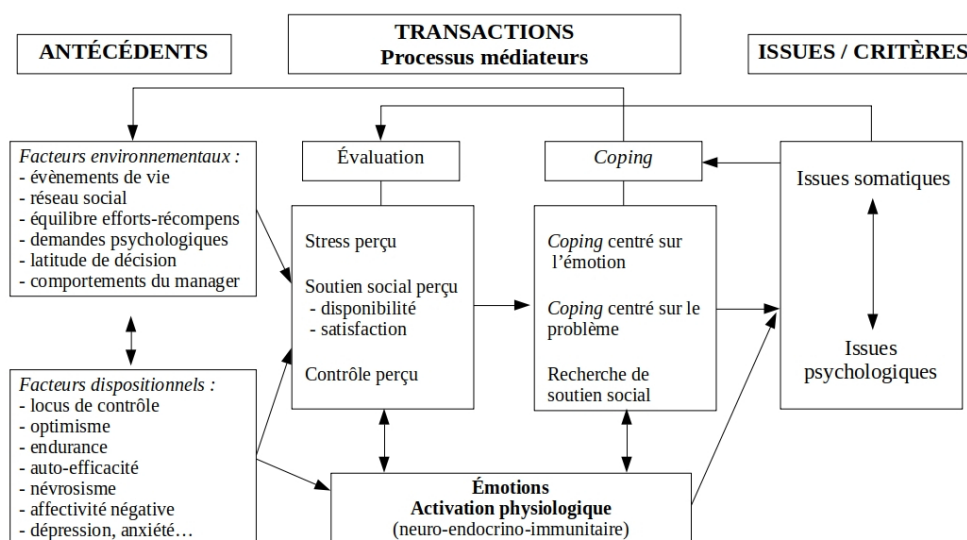 ANTÉCÉDENTS
TRANSACTIONS
Processus médiateurs
ISSUES / CRITÈRES
Facteurs environnementaux :
- évènements de vie
- réseau social
- équilibre efforts-récompens
- demandes psychologiques
- latitude de décision
- comportements du manager
Facteurs dispositionnels :
- locus de contrôle
- optimisme
- endurance
- auto-efficacité
- névrosisme
- affectivité négative
- dépression, anxiété…
Évaluation
Stress perçu
Soutien social perçu
- disponibilité
- satisfaction
Contrôle perçu
Coping
Coping centré sur
l’émotion
Coping centré sur le
problème
Recherche de
soutien social
Émotions
Activation physiologique
(neuro-endocrino-immunitaire)
Issues somatiques
Issues
psychologiques